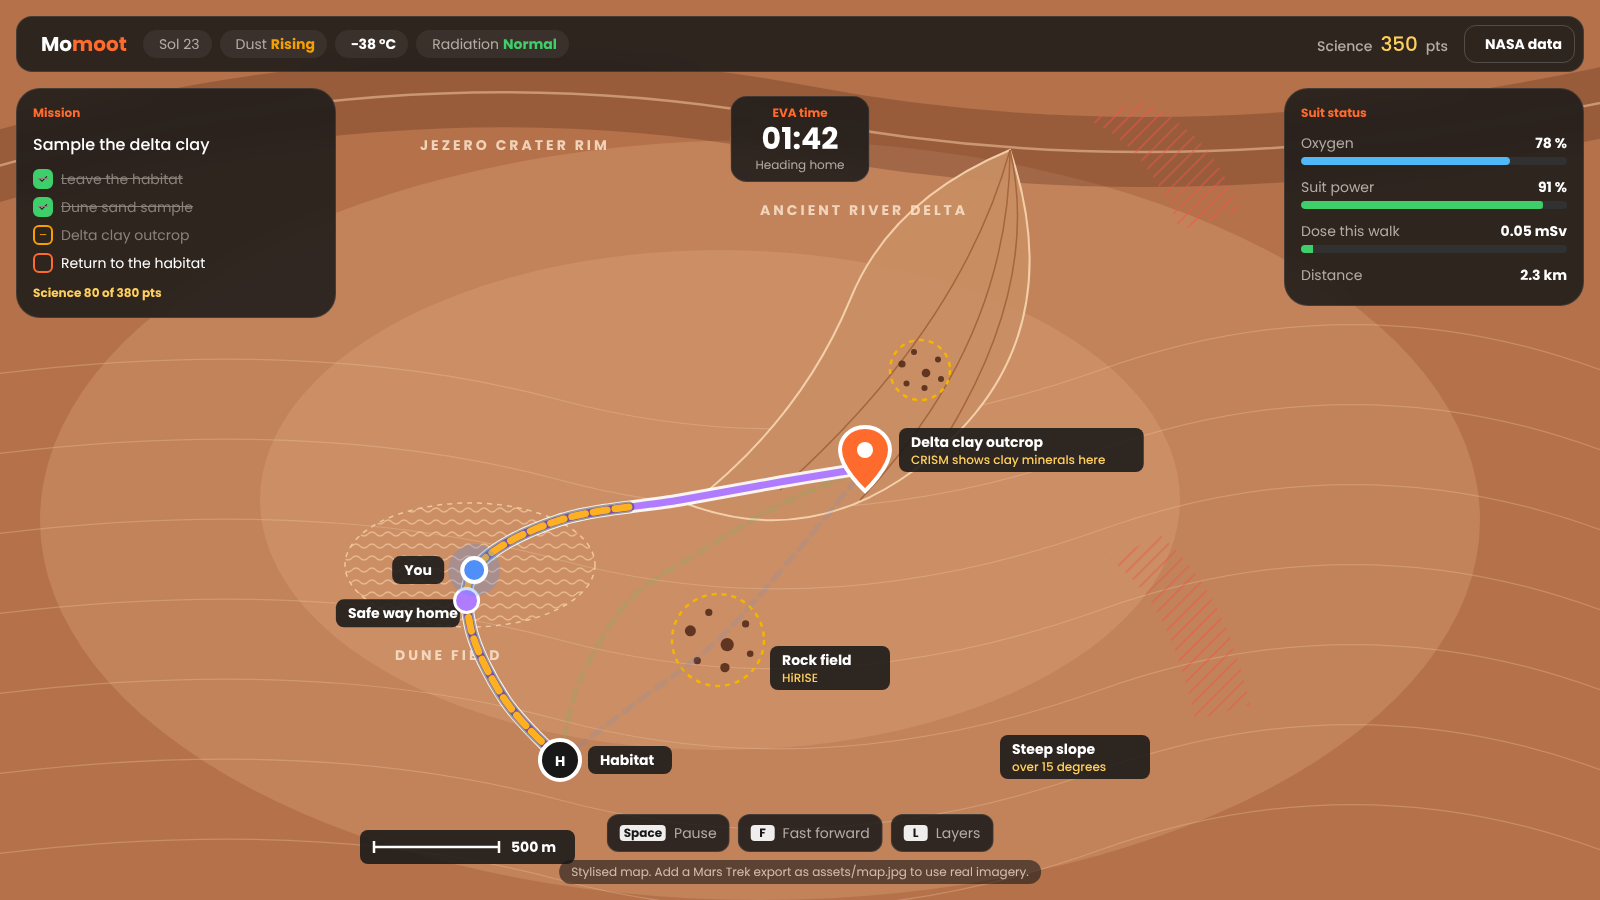 Momoot
Sol 23
Dust Rising
-38 °C
Radiation Normal
Science 350 pts
NASA data
Mission
Sample the delta clay
Leave the habitat
Dune sand sample
Delta clay outcrop
Return to the habitat
Science 80 of 380 pts
EVA time
01:42
Heading home
Suit status
Oxygen 78 %
Suit power 91 %
Dose this walk 0.05 mSv
Distance 2.3 km
JEZERO CRATER RIM
ANCIENT RIVER DELTA
Delta clay outcrop
CRISM shows clay minerals here
You
Safe way home
DUNE FIELD
Rock field
HiRISE
Steep slope
over 15 degrees
H
Habitat
Space Pause
F Fast forward
L Layers
500 m
Stylised map. Add a Mars Trek export as assets/map.jpg to use real imagery.